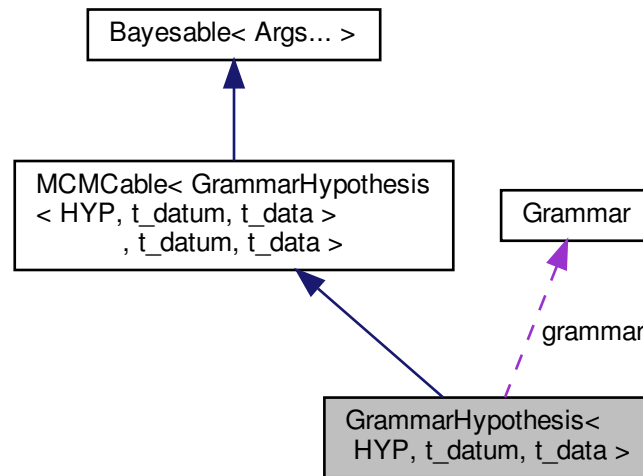 Bayesable< Args... >
MCMCable< GrammarHypothesis
< HYP, t_datum, t_data >
, t_datum, t_data >
Grammar
grammar
GrammarHypothesis<
HYP, t_datum, t_data >